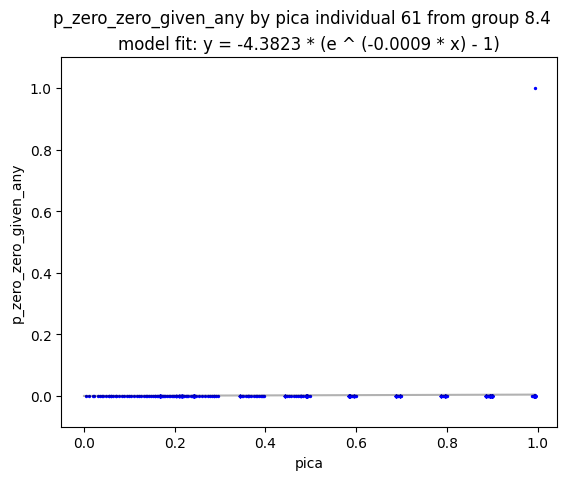 p_zero_zero_given_any by pica individual 61 from group 8.4
model fit: y = -4.3823 * (e ^ (-0.0009 * x) - 1)
1.0
0.8
0.6
0.4
0.2
0.0
p_zero_zero_given_any
0.0 0.2 0.4 0.6 0.8 1.0
pica